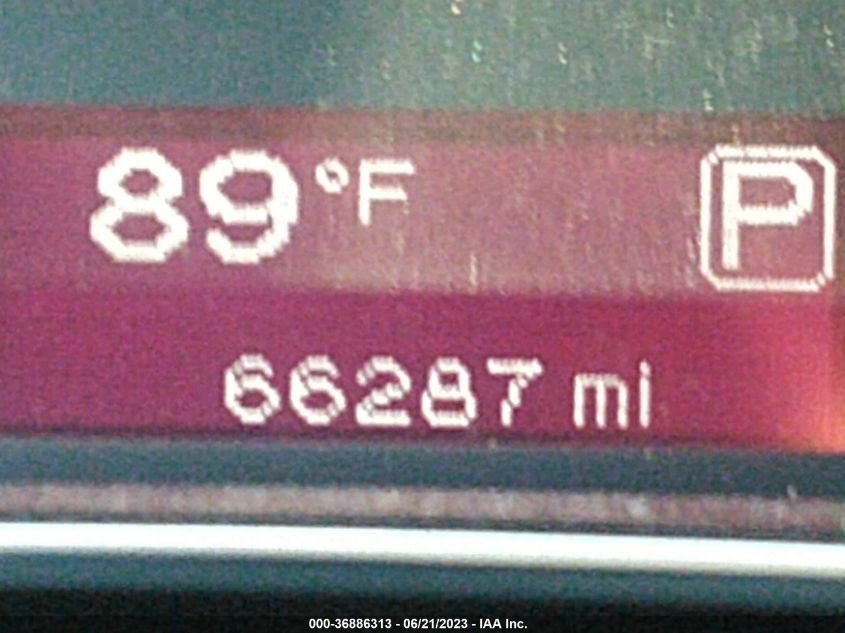 89 °F P
66287 mi
000-36886313 - 06/21/2023 - IAA Inc.